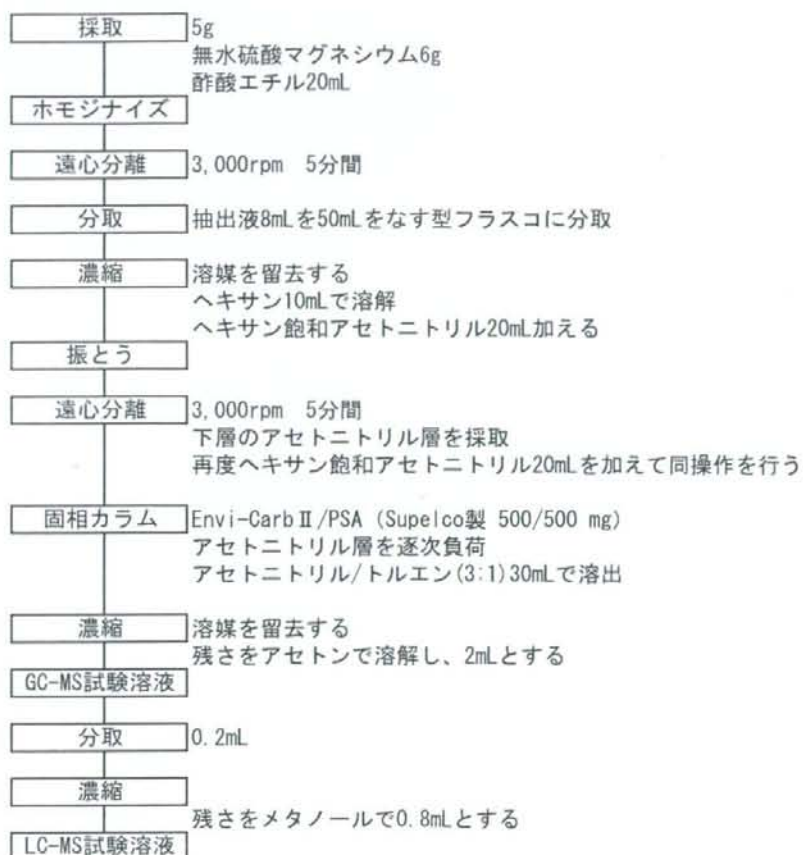 採取 5g
無水硫酸マグネシウム6g
酢酸エチル20mL
ホモジナイズ
遠心分離 3,000rpm 5分間
分取 抽出液8mLを50mLをなす型フラスコに分取
濃縮 溶媒を留去する
ヘキサン10mLで溶解
ヘキサン飽和アセトニトリル20mL加える
振とう
遠心分離 3,000rpm 5分間
下層のアセトニトリル層を採取
再度ヘキサン飽和アセトニトリル20mLを加えて同操作を行う
固相カラム Envi-CarbⅡ/PSA (Supelco製 500/500 mg)
アセトニトリル層を逐次負荷
アセトニトリル/トルエン(3:1)30mLで溶出
濃縮 溶媒を留去する
残さをアセトンで溶解し、2mLとする
GC-MS試験溶液
分取 0.2mL
濃縮
残さをメタノールで0.8mLとする
LC-MS試験溶液